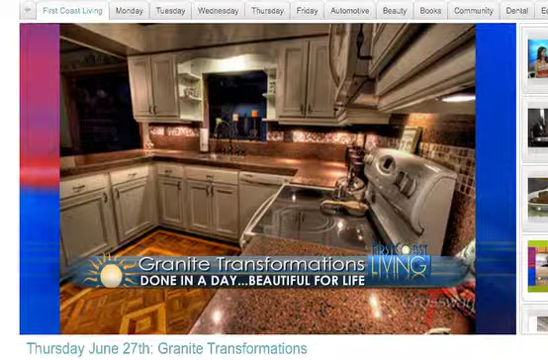 First Coast Living Monday Tuesday Wednesday Thursday Friday Automotive Beauty Books Community Dental
Granite Transformations
FIRST COAST
LIVING
DONE IN A DAY...BEAUTIFUL FOR LIFE
Crossway
Thursday June 27th: Granite Transformations